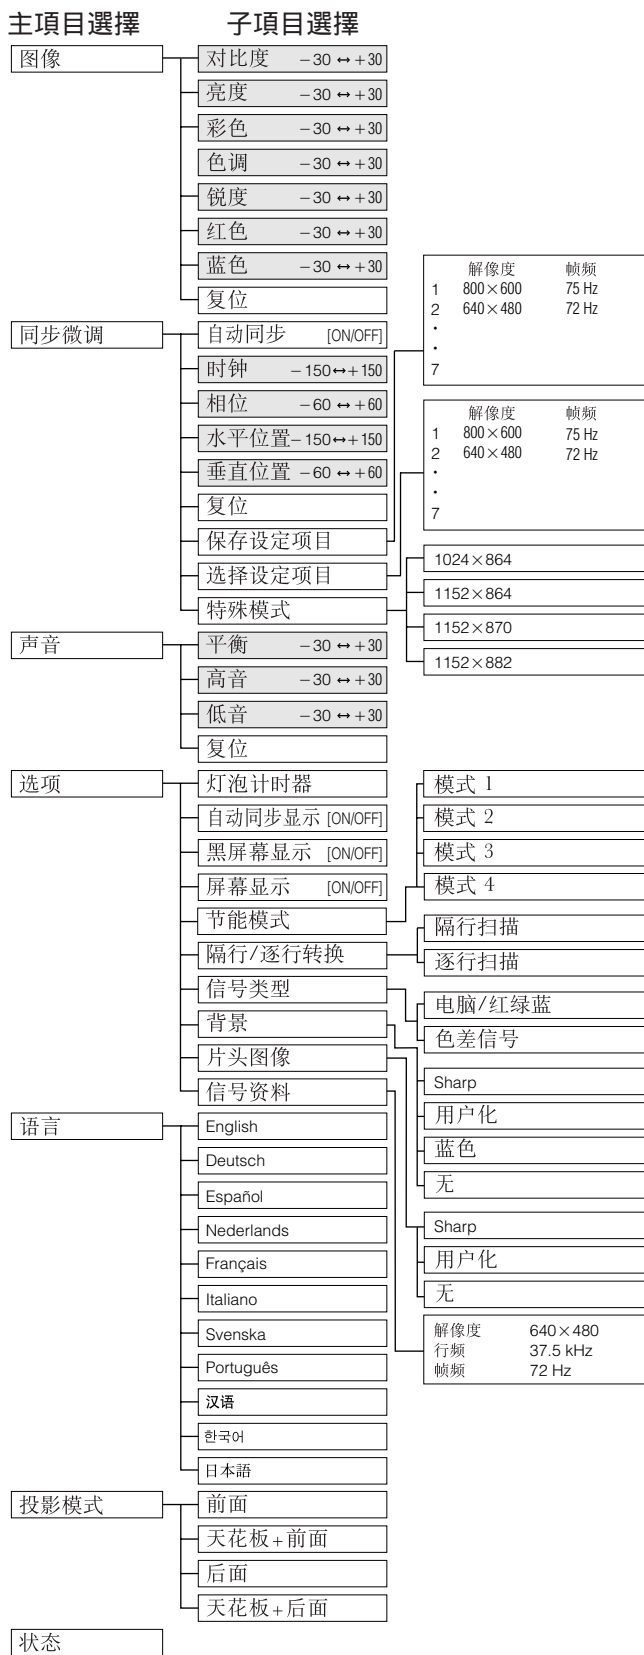 主項目選擇
子項目選擇
图像
对比度 −30 ↔ +30
亮度 −30 ↔ +30
彩色 −30 ↔ +30
色调 −30 ↔ +30
锐度 −30 ↔ +30
红色 −30 ↔ +30
蓝色 −30 ↔ +30
复位
同步微调
自动同步 [ON/OFF]
时钟 −150↔+150
相位 −60 ↔ +60
水平位置−150↔+150
垂直位置 −60 ↔ +60
复位
保存设定项目
解像度 帧频
1 800×600 75 Hz
2 640×480 72 Hz
·
·
7
选择设定项目
解像度 帧频
1 800×600 75 Hz
2 640×480 72 Hz
·
·
7
特殊模式
1024×864
1152×864
1152×870
1152×882
声音
平衡 −30 ↔ +30
高音 −30 ↔ +30
低音 −30 ↔ +30
复位
选项
灯泡计时器
自动同步显示 [ON/OFF]
黑屏幕显示 [ON/OFF]
屏幕显示 [ON/OFF]
节能模式
模式 1
模式 2
模式 3
模式 4
隔行/逐行转换
隔行扫描
逐行扫描
信号类型
电脑/红绿蓝
色差信号
背景
Sharp
用户化
蓝色
无
片头图像
Sharp
用户化
无
信号资料
解像度 640×480
行频 37.5 kHz
帧频 72 Hz
语言
English
Deutsch
Español
Nederlands
Français
Italiano
Svenska
Português
汉语
한국어
日本語
投影模式
前面
天花板+前面
后面
天花板+后面
状态